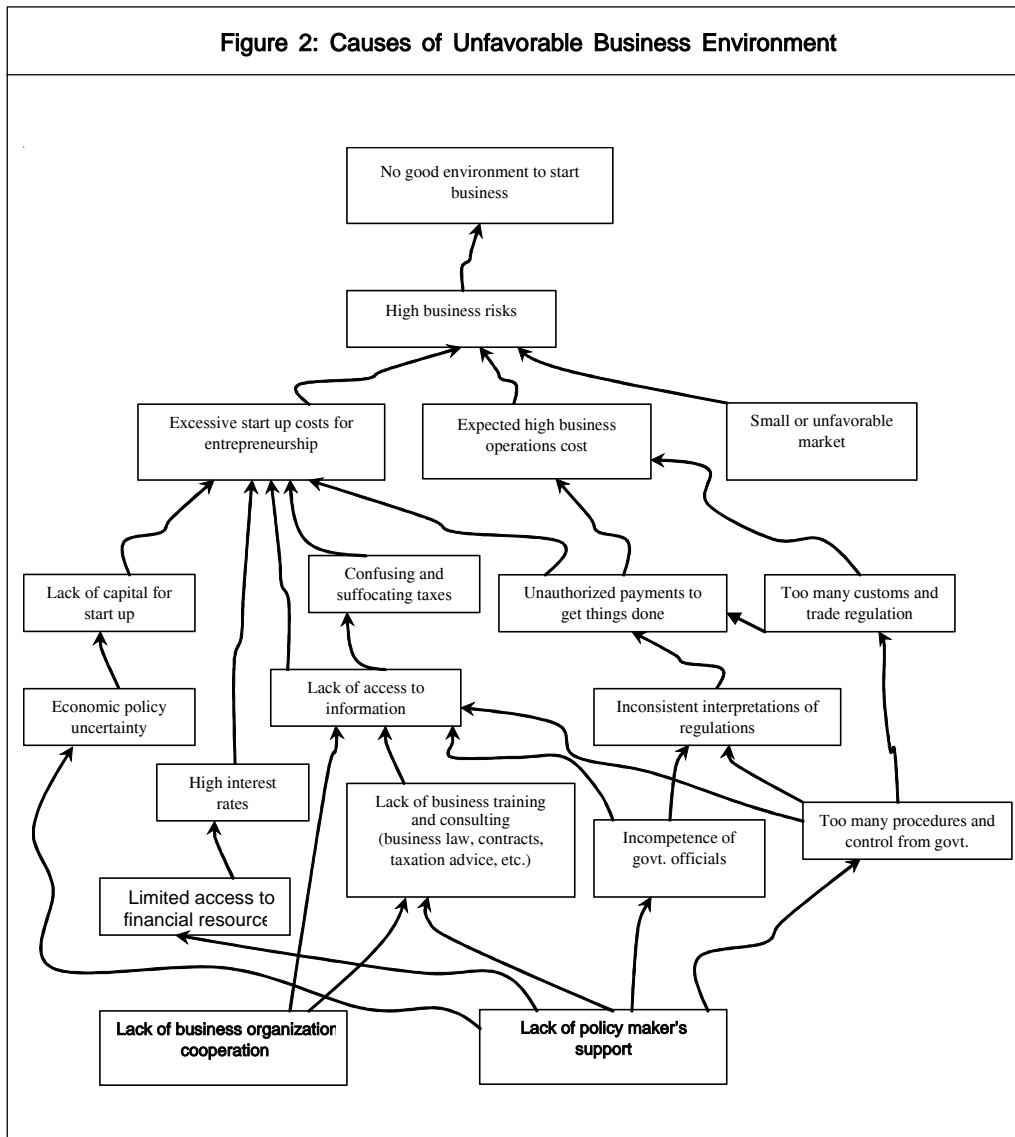 Figure 2: Causes of Unfavorable Business Environment
No good environment to start
business
High business risks
Excessive start up costs for
entrepreneurship
Expected high business
operations cost
Small or unfavorable
market
Lack of capital for
start up
Confusing and
suffocating taxes
Unauthorized payments to
get things done
Too many customs and
trade regulation
Economic policy
uncertainty
Lack of access to
information
Inconsistent interpretations of
regulations
High interest
rates
Lack of business training
and consulting
(business law, contracts,
taxation advice, etc.)
Incompetence of
govt. officials
Too many procedures and
control from govt.
Limited access to
financial resource
Lack of business organization
cooperation
Lack of policy maker's
support